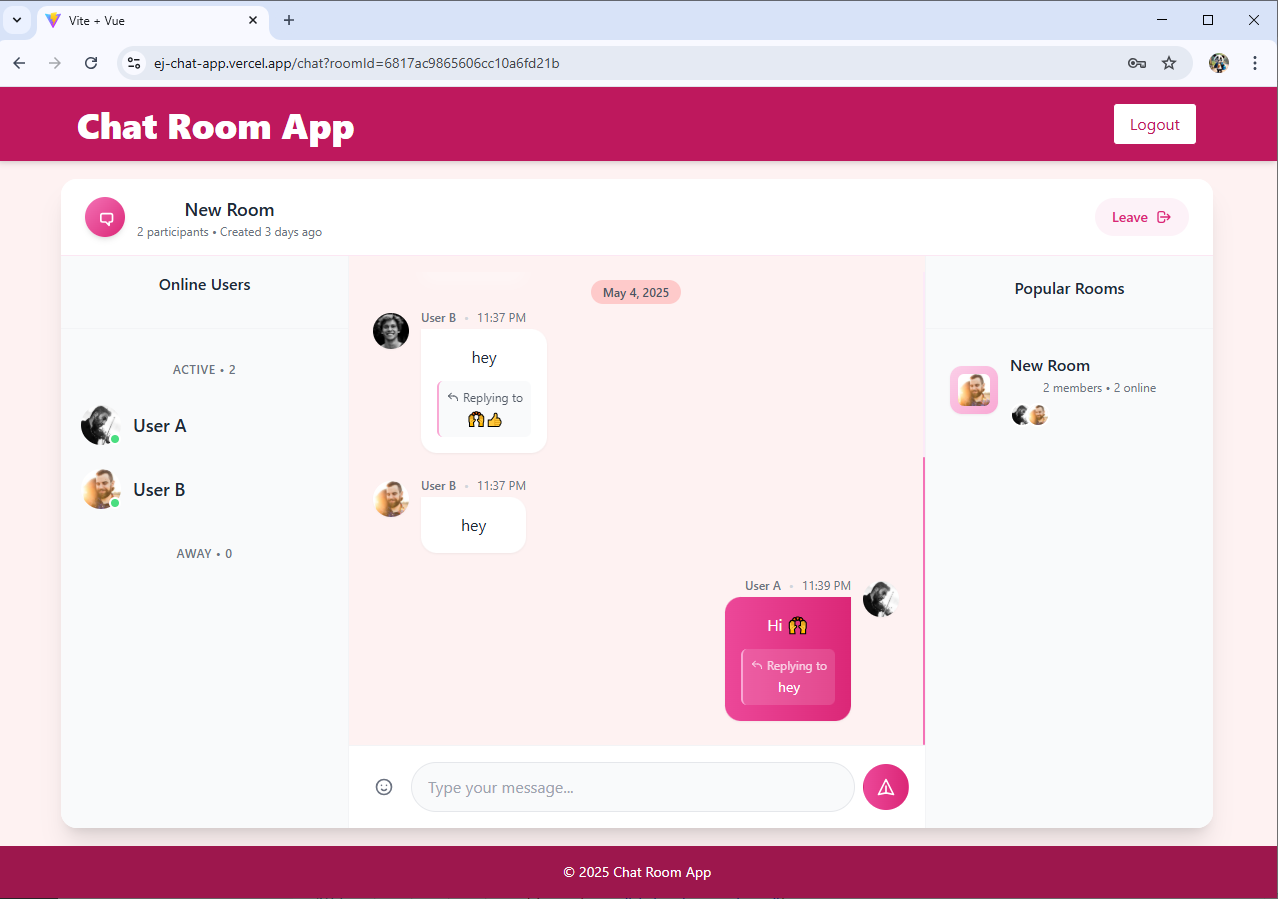 Vite + Vue
ej-chat-app.vercel.app/chat?roomId=6817ac9865606cc10a6fd21b
Chat Room App
Logout
New Room
2 participants • Created 3 days ago
Leave
Online Users
ACTIVE • 2
User A
User B
AWAY • 0
May 4, 2025
User B • 11:37 PM
hey
Replying to
🙌👍
User B • 11:37 PM
hey
User A • 11:39 PM
Hi 🙌
Replying to
hey
Type your message...
Popular Rooms
New Room
2 members • 2 online
© 2025 Chat Room App